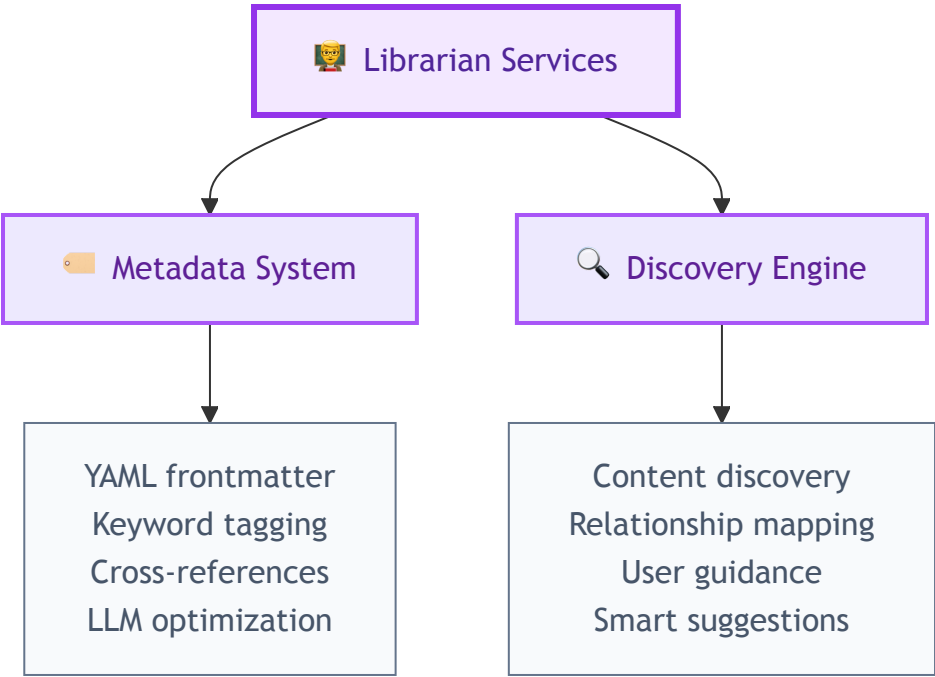 Librarian Services
Metadata System
Discovery Engine
YAML frontmatter
Keyword tagging
Cross-references
LLM optimization
Content discovery
Relationship mapping
User guidance
Smart suggestions